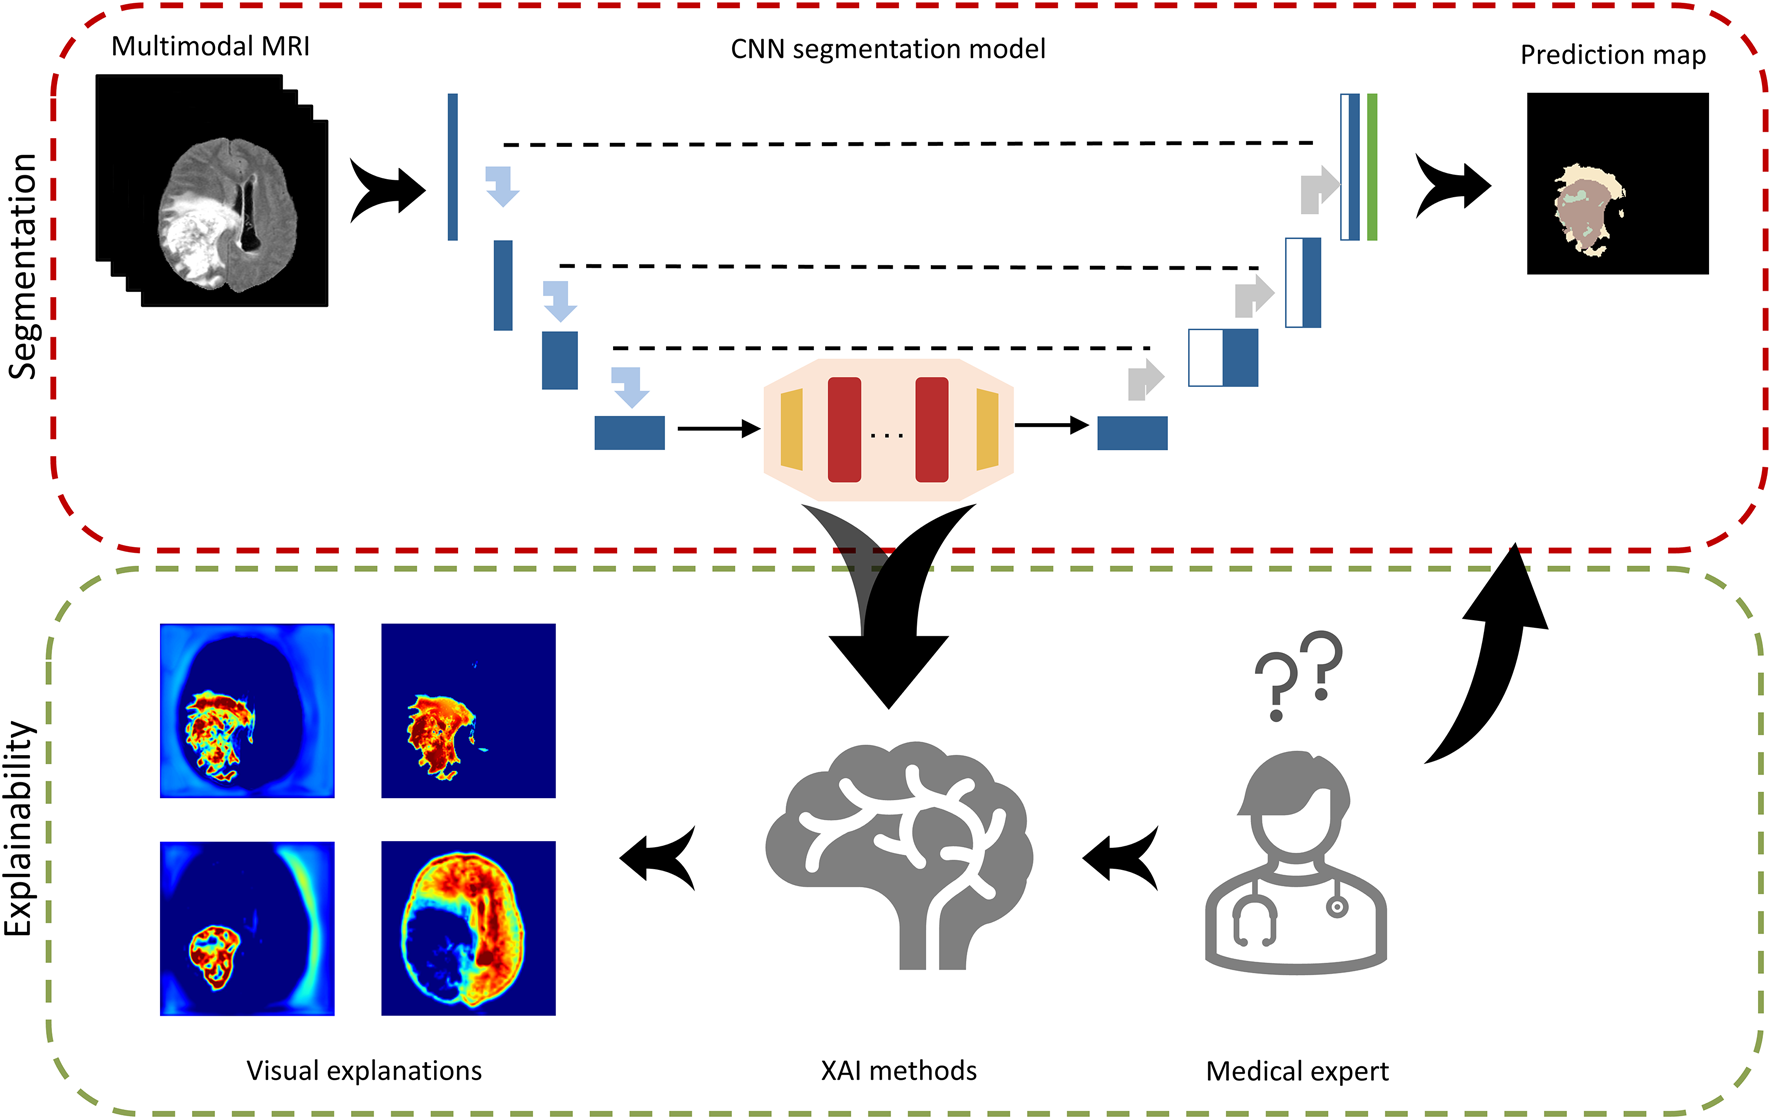 Multimodal MRI
CNN segmentation model
Prediction map
Segmentation
...
??
Explainability
Visual explanations
XAI methods
Medical expert